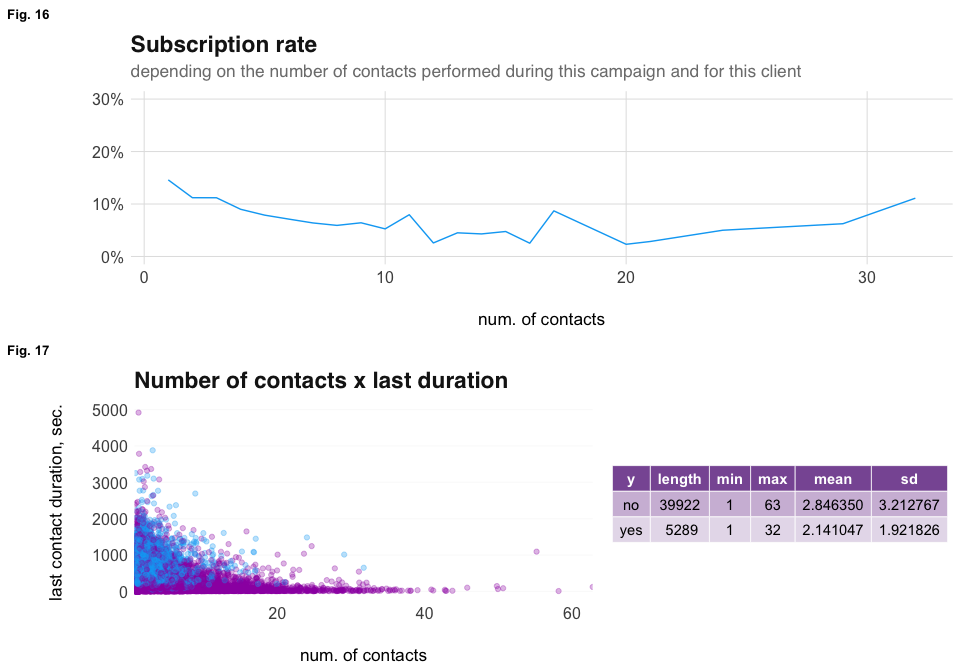 Fig. 16
Subscription rate
depending on the number of contacts performed during this campaign and for this client
30%
20%
10%
0%
0 10 20 30
num. of contacts
Fig. 17
Number of contacts x last duration
last contact duration, sec.
5000
4000
3000
2000
1000
0
20 40 60
num. of contacts
y length min max mean sd
no 39922 1 63 2.846350 3.212767
yes 5289 1 32 2.141047 1.921826